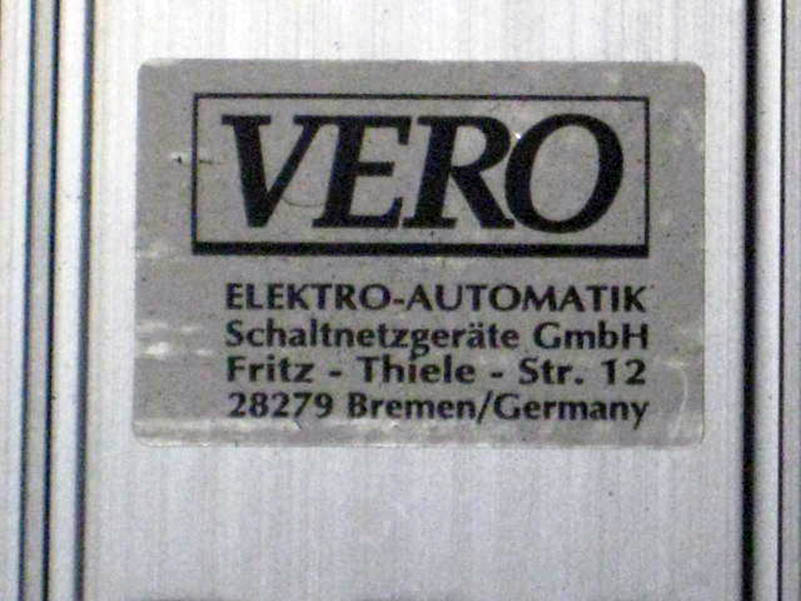 VERO
ELEKTRO-AUTOMATIK
Schaltnetzgeräte GmbH
Fritz - Thiele - Str. 12
28279 Bremen/Germany